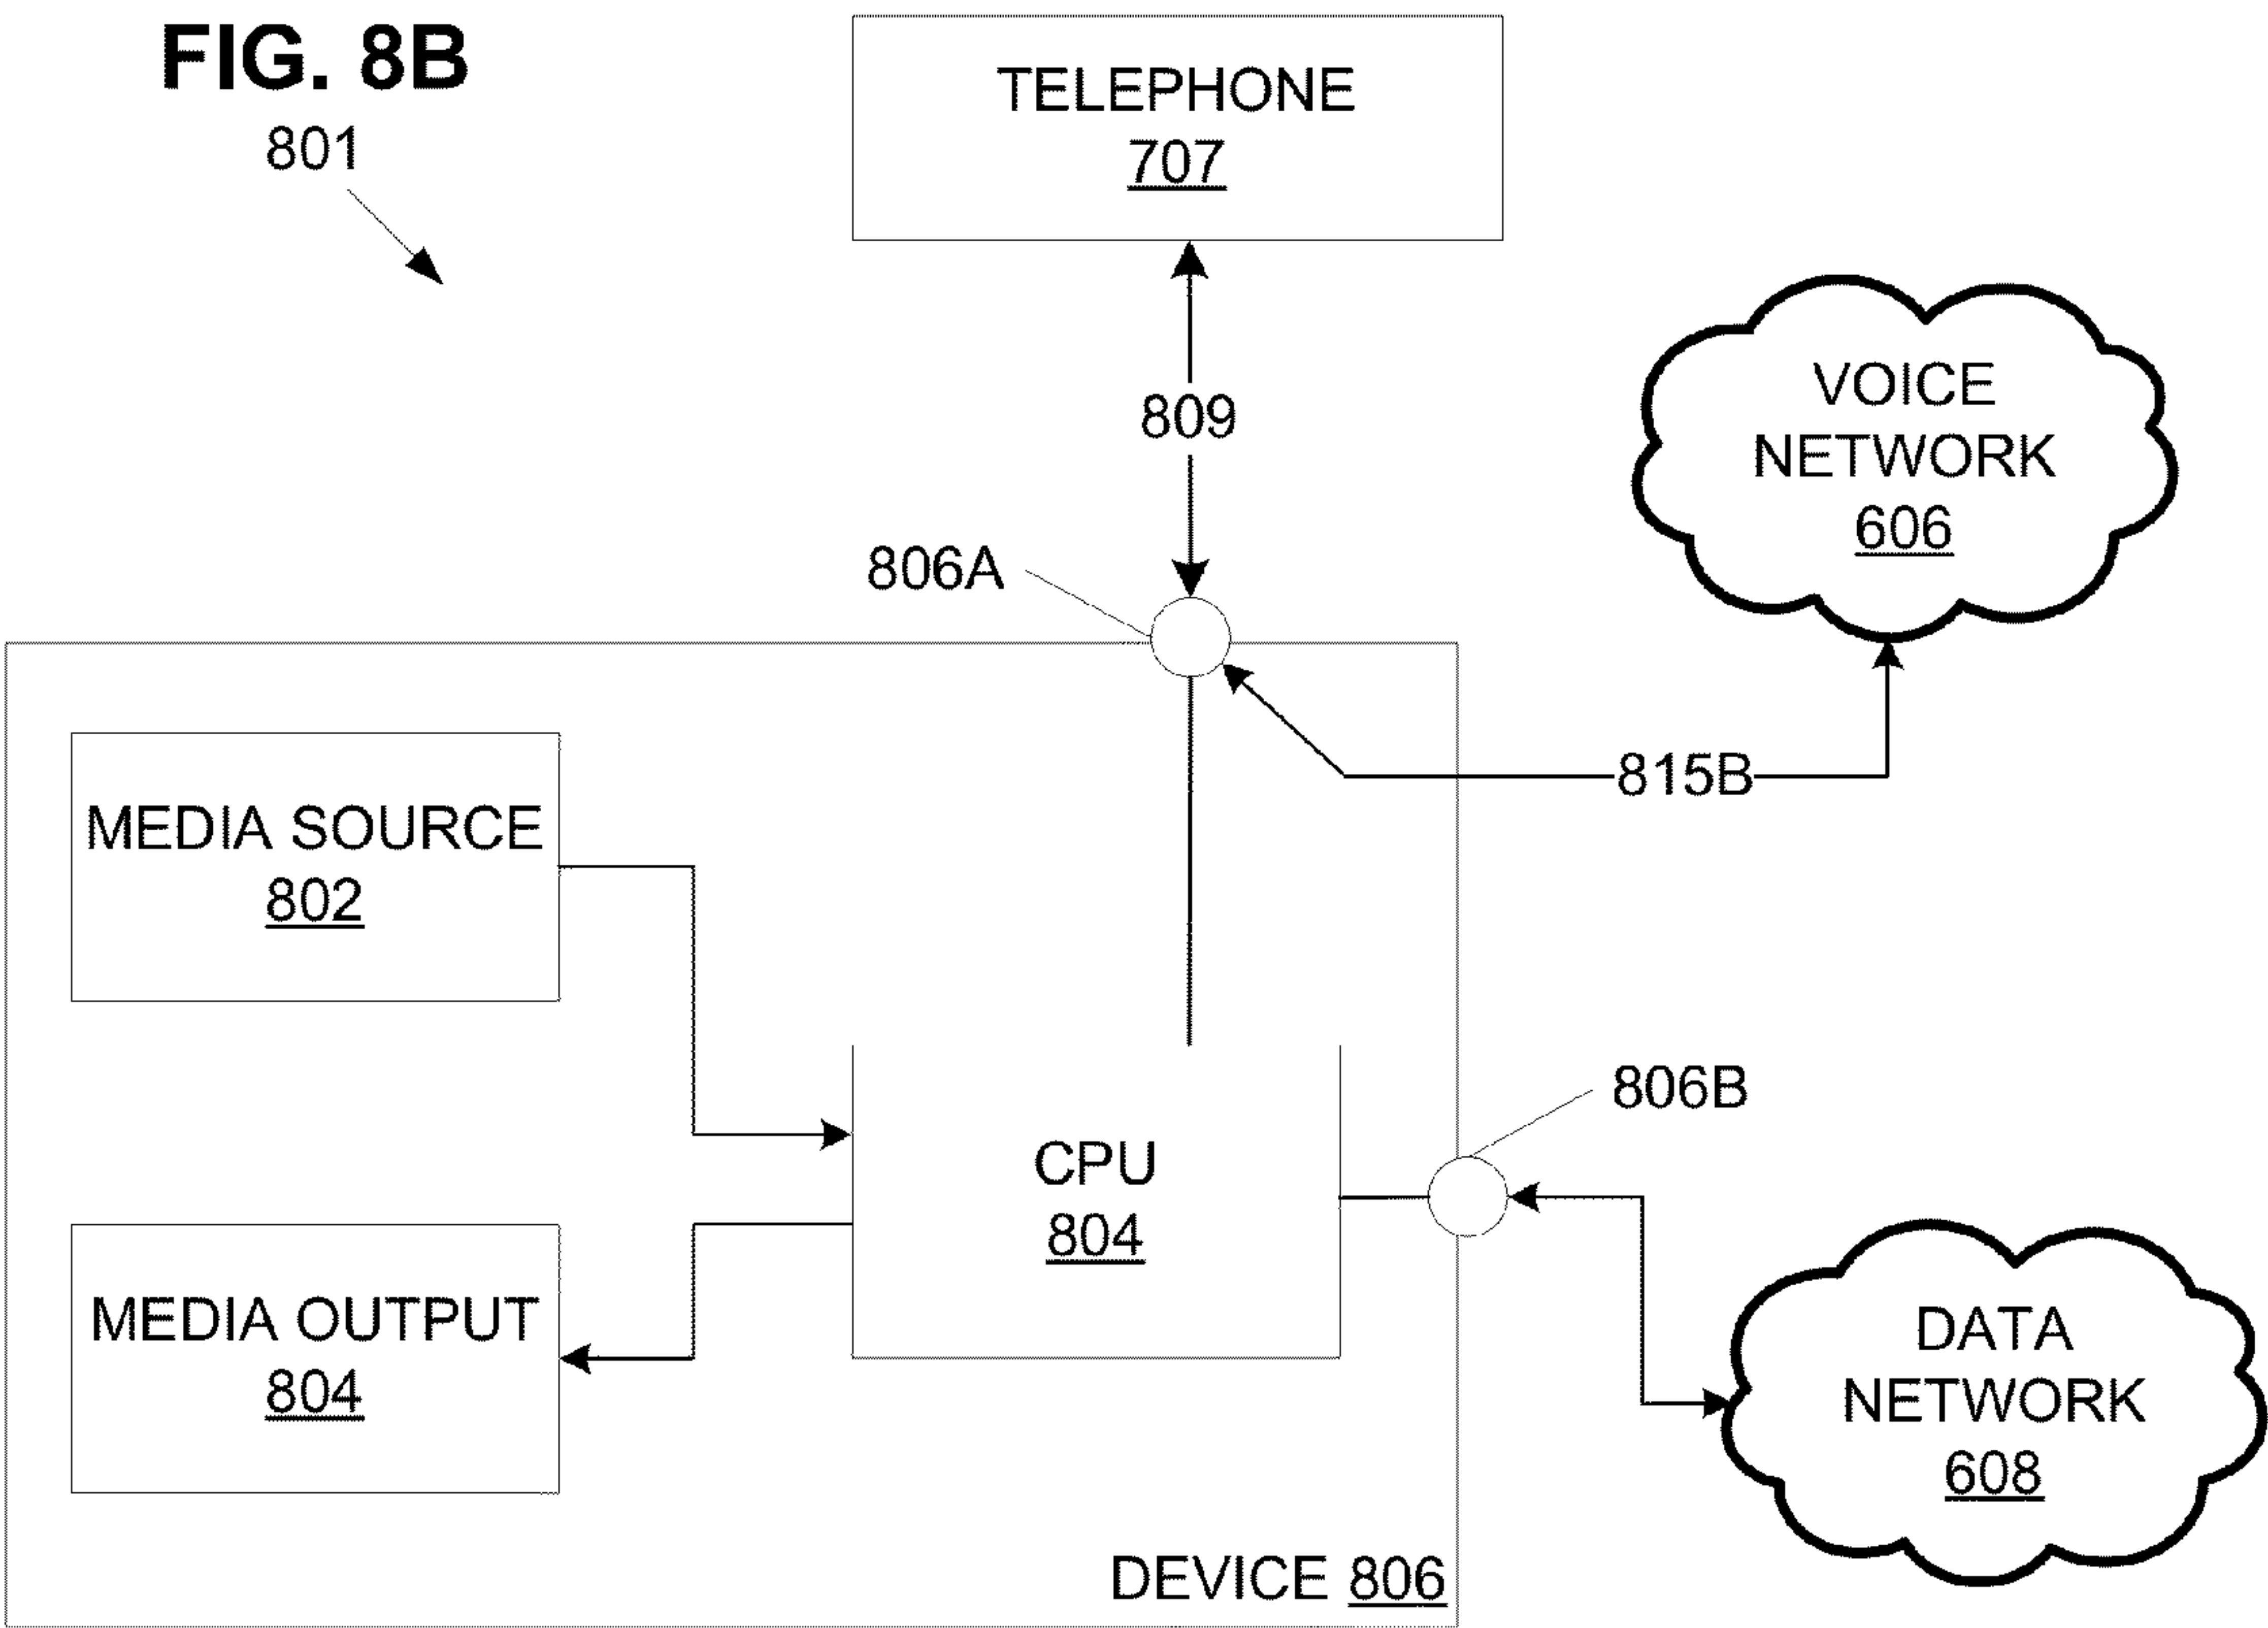 FIG. 8B
801
TELEPHONE
707
809
VOICE
NETWORK
606
806A
815B
MEDIA SOURCE
802
806B
CPU
804
MEDIA OUTPUT
804
DATA
NETWORK
608
DEVICE 806